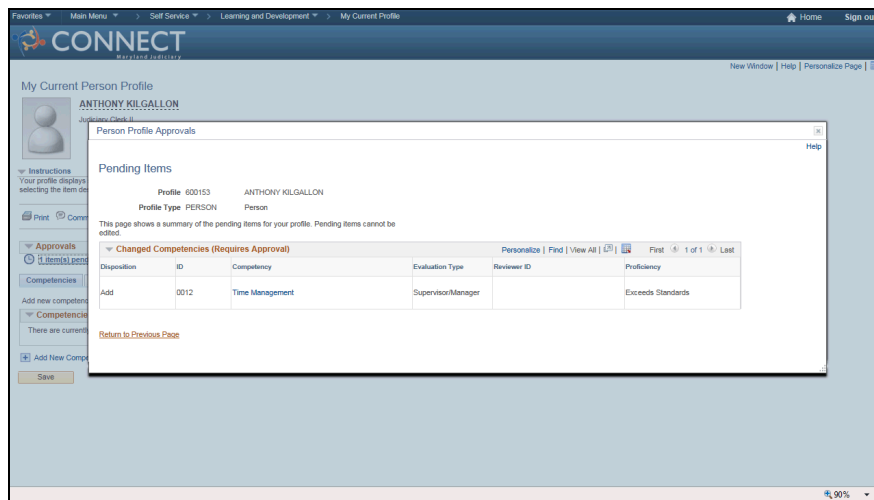 Favorites Main Menu > Self Service > Learning and Development > My Current Profile Home Sign ou
CONNECT
Maryland Judiciary
New Window | Help | Personalize Page |
My Current Person Profile
ANTHONY KILGALLON
Judiciary Clerk II
Person Profile Approvals
Help
Instructions
Your profile displays
selecting the item de
Print Comm
Approvals
1 item(s) pend
Competencies
Add new competenc
Competencie
There are currentl
Add New Compe
Save
Pending Items
Profile 600153 ANTHONY KILGALLON
Profile Type PERSON Person
This page shows a summary of the pending items for your profile. Pending items cannot be
edited.
Changed Competencies (Requires Approval) Personalize | Find | View All | | First 1 of 1 Last
Disposition ID Competency Evaluation Type Reviewer ID Proficiency
Add 0012 Time Management Supervisor/Manager Exceeds Standards
Return to Previous Page
90%